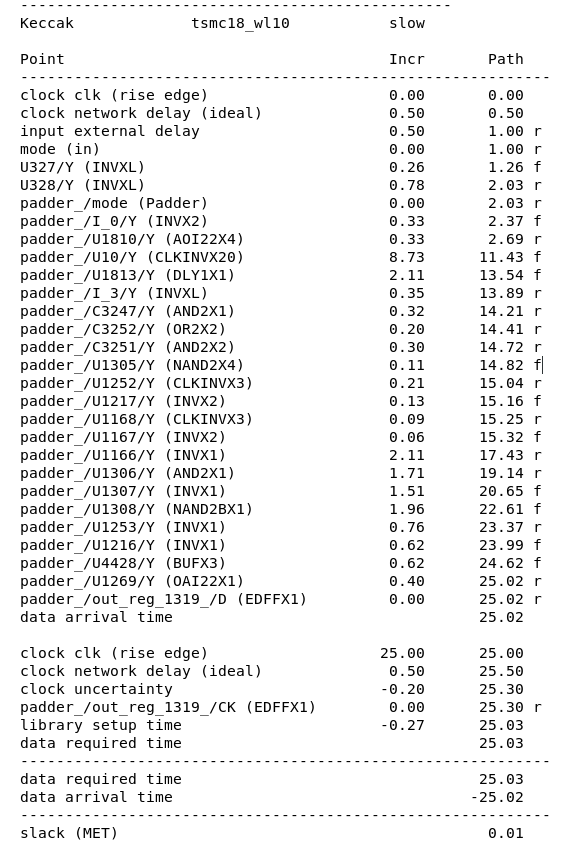 -----------------------------------------------
Keccak tsmc18_wl10 slow
Point Incr Path
-----------------------------------------------------------
clock clk (rise edge) 0.00 0.00
clock network delay (ideal) 0.50 0.50
input external delay 0.50 1.00 r
mode (in) 0.00 1.00 r
U327/Y (INVXL) 0.26 1.26 f
U328/Y (INVXL) 0.78 2.03 r
padder_/mode (Padder) 0.00 2.03 r
padder_/I_0/Y (INVX2) 0.33 2.37 f
padder_/U1810/Y (AOI22X4) 0.33 2.69 r
padder_/U10/Y (CLKINVX20) 8.73 11.43 f
padder_/U1813/Y (DLY1X1) 2.11 13.54 f
padder_/I_3/Y (INVXL) 0.35 13.89 r
padder_/C3247/Y (AND2X1) 0.32 14.21 r
padder_/C3252/Y (OR2X2) 0.20 14.41 r
padder_/C3251/Y (AND2X2) 0.30 14.72 r
padder_/U1305/Y (NAND2X4) 0.11 14.82 f
padder_/U1252/Y (CLKINVX3) 0.21 15.04 r
padder_/U1217/Y (INVX2) 0.13 15.16 f
padder_/U1168/Y (CLKINVX3) 0.09 15.25 r
padder_/U1167/Y (INVX2) 0.06 15.32 f
padder_/U1166/Y (INVX1) 2.11 17.43 r
padder_/U1306/Y (AND2X1) 1.71 19.14 r
padder_/U1307/Y (INVX1) 1.51 20.65 f
padder_/U1308/Y (NAND2BX1) 1.96 22.61 f
padder_/U1253/Y (INVX1) 0.76 23.37 r
padder_/U1216/Y (INVX1) 0.62 23.99 f
padder_/U4428/Y (BUFX3) 0.62 24.62 f
padder_/U1269/Y (OAI22X1) 0.40 25.02 r
padder_/out_reg_1319_/D (EDFFX1) 0.00 25.02 r
data arrival time 25.02
clock clk (rise edge) 25.00 25.00
clock network delay (ideal) 0.50 25.50
clock uncertainty -0.20 25.30
padder_/out_reg_1319_/CK (EDFFX1) 0.00 25.30 r
library setup time -0.27 25.03
data required time 25.03
-----------------------------------------------------------
data required time 25.03
data arrival time -25.02
-----------------------------------------------------------
slack (MET) 0.01